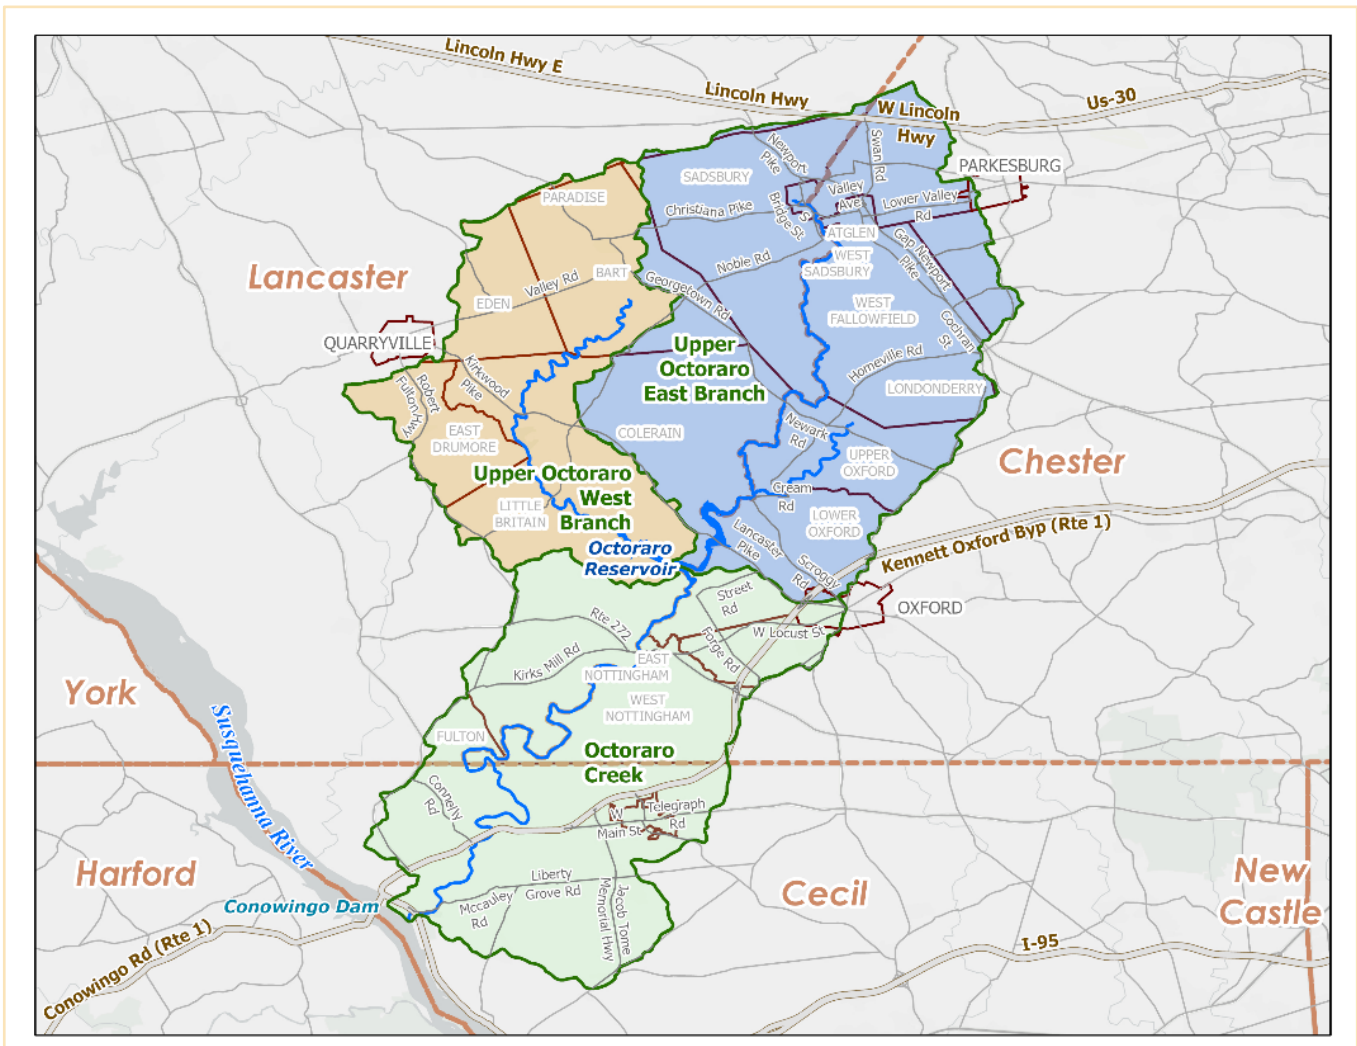 Lincoln Hwy E
Lincoln Hwy
W Lincoln
Hwy
Us-30
PARKESBURG
Newport
Pike
Swan Rd
SADSBURY
PARADISE
Valley
Ave
Lower Valley
Rd
Christiana Pike
Bridge St
S
ATGLEN
Gap Newport
Pike
WEST
SADSBURY
Noble Rd
Lancaster
BART
Valley Rd
EDEN
Georgetown Rd
WEST
FALLOWFIELD
Cochran
St
QUARRYVILLE
Upper
Octoraro
East Branch
Homeville Rd
LONDONDERRY
Kirkwood
Pike
Robert
Fulton Hwy
EAST
DRUMORE
COLERAIN
Newark
Rd
UPPER
OXFORD
Chester
Upper Octoraro
West
Branch
Cream
Rd
LITTLE
BRITAIN
LOWER
OXFORD
Lancaster
Pike
Scroggy
Rd
Kennett Oxford Byp (Rte 1)
Octoraro
Reservoir
Street
Rd
OXFORD
Rte 272
Forge Rd
W Locust St
Kirks Mill Rd
EAST
NOTTINGHAM
WEST
NOTTINGHAM
York
Susquehanna River
FULTON
Octoraro
Creek
Connelly
Rd
W
Main St
Telegraph
Rd
Harford
Conowingo Dam
Liberty
Grove Rd
Mccauley
Rd
Jacob Tome
Memorial Hwy
Cecil
New
Castle
Conowingo Rd (Rte 1)
I-95